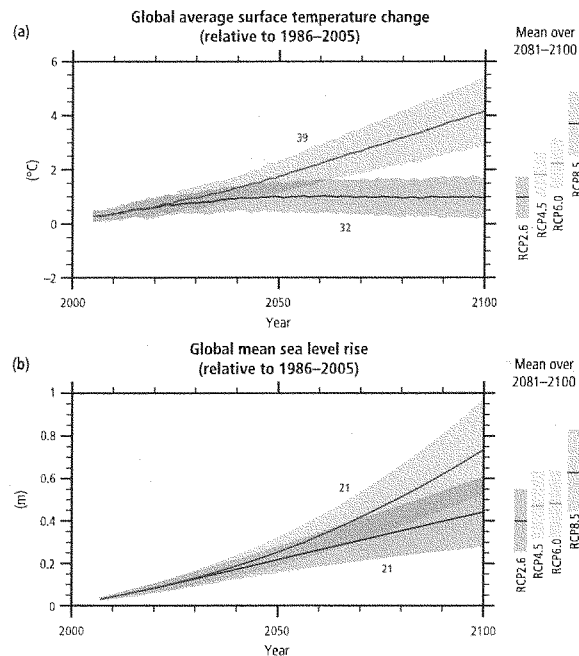 (a)
Global average surface temperature change
(relative to 1986–2005)
Mean over
2081–2100
6
4
2
0
−2
(°C)
39
32
2000
2050
2100
Year
RCP2.6
RCP4.5
RCP6.0
RCP8.5
(b)
Global mean sea level rise
(relative to 1986–2005)
Mean over
2081–2100
1
0.8
0.6
0.4
0.2
0
(m)
21
21
2000
2050
2100
Year
RCP2.6
RCP4.5
RCP6.0
RCP8.5